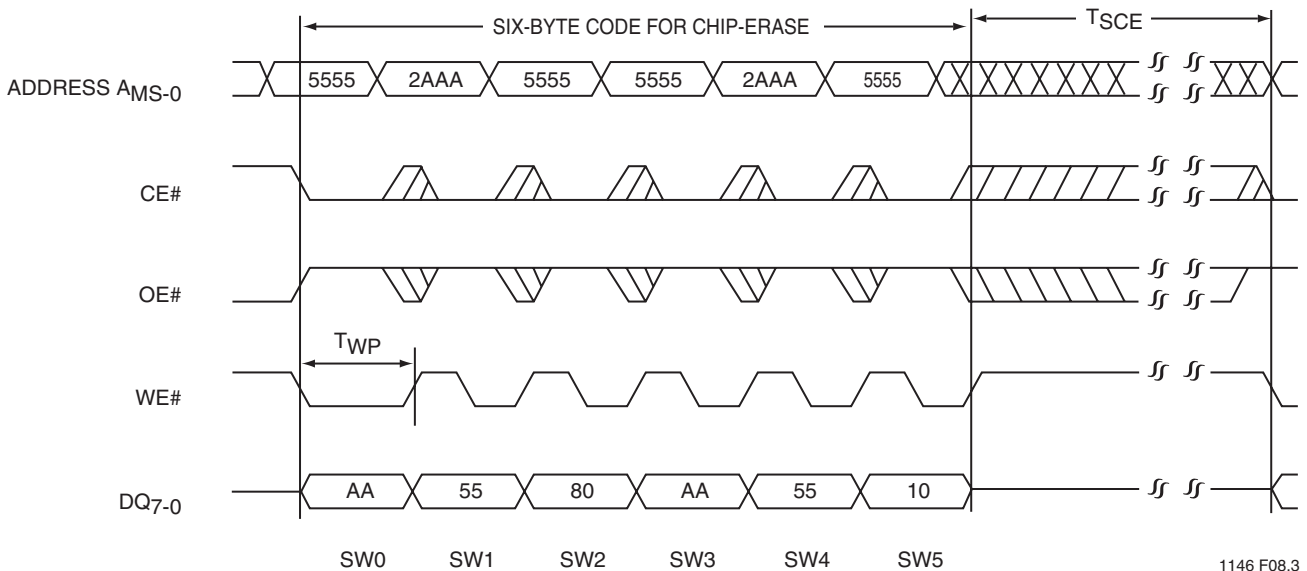 SIX-BYTE CODE FOR CHIP-ERASE TSCE
ADDRESS AMS-0 5555 2AAA 5555 5555 2AAA 5555
CE#
OE#
TWP
WE#
DQ7-0 AA 55 80 AA 55 10
SW0 SW1 SW2 SW3 SW4 SW5
1146 F08.3